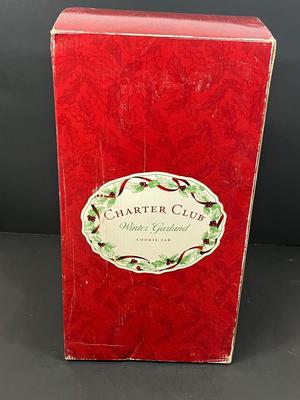 CHARTER CLUB®
Winter Garland
COOKIE JAR